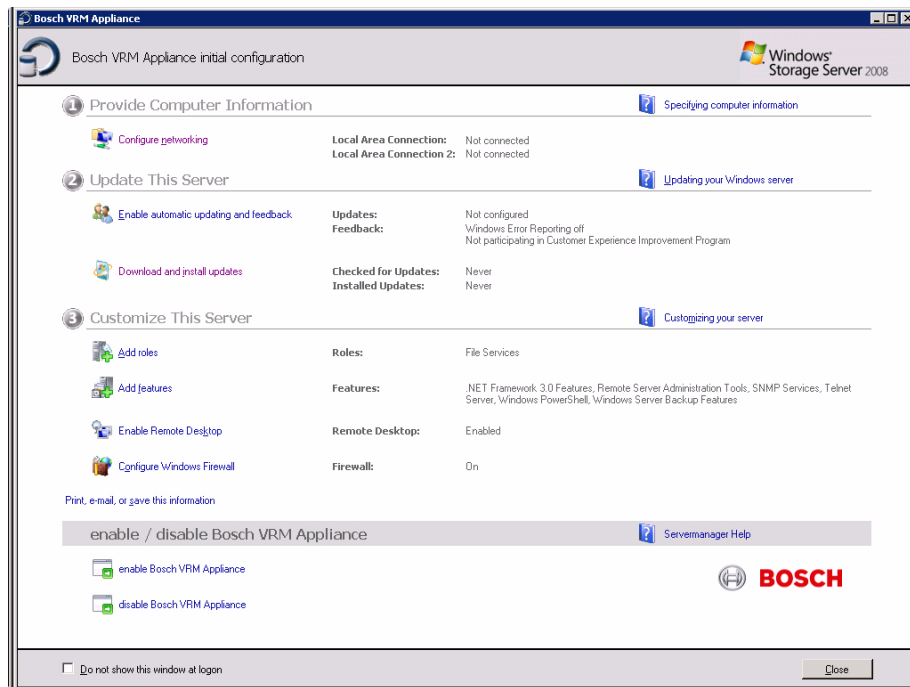 Bosch VRM Appliance
Bosch VRM Appliance initial configuration
Windows®
Storage Server 2008
1 Provide Computer Information
Specifying computer information
Configure networking
Local Area Connection: Not connected
Local Area Connection 2: Not connected
2 Update This Server
Updating your Windows server
Enable automatic updating and feedback
Updates: Not configured
Feedback: Windows Error Reporting off
Not participating in Customer Experience Improvement Program
Download and install updates
Checked for Updates: Never
Installed Updates: Never
3 Customize This Server
Customizing your server
Add roles
Roles: File Services
Add features
Features: .NET Framework 3.0 Features, Remote Server Administration Tools, SNMP Services, Telnet
Server, Windows PowerShell, Windows Server Backup Features
Enable Remote Desktop
Remote Desktop: Enabled
Configure Windows Firewall
Firewall: On
Print, e-mail, or save this information
enable / disable Bosch VRM Appliance
Servermanager Help
enable Bosch VRM Appliance
BOSCH
disable Bosch VRM Appliance
Do not show this window at logon
Close